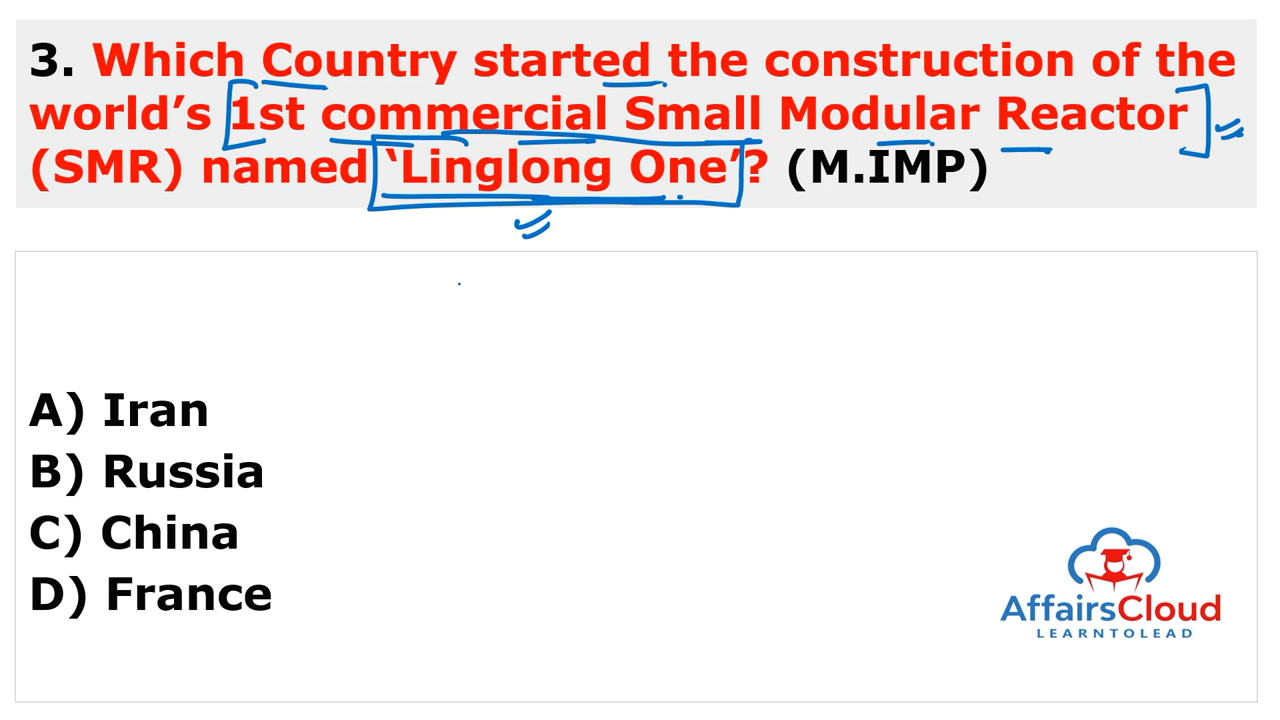 3. Which Country started the construction of the
world’s 1st commercial Small Modular Reactor
(SMR) named ‘Linglong One’? (M.IMP)
A) Iran
B) Russia
C) China
D) France
AffairsCloud
LEARNTOLEAD